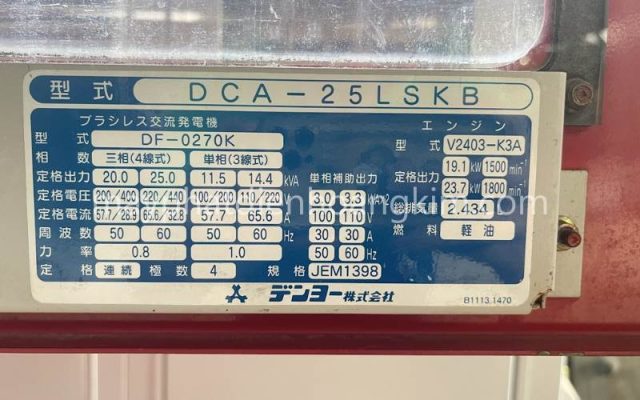 型式 DCA-25LSKB
ブラシレス交流発電機 エンジン
型式 DF-0270K 型式 V2403-K3A
相数 三相(4線式) 単相(3線式) 単相補助出力 定格出力 19.1 kW 1500 min-1
定格出力 20.0 25.0 11.5 14.4 kVA 3.0 3.3 kVA×2 23.7 kW 1800 min-1
定格電圧 200/400 220/440 100/200 110/220 V 100 110 V 総排気量 2.434
定格電流 57.7/28.9 65.6/32.8 57.7 65.6 A 30 30 A 燃料 軽油
周波数 50 60 50 60 Hz 50 60 Hz
力率 0.8 1.0
定格 連続 極数 4 規格 JEM1398
デンヨー株式会社
B1113.1470